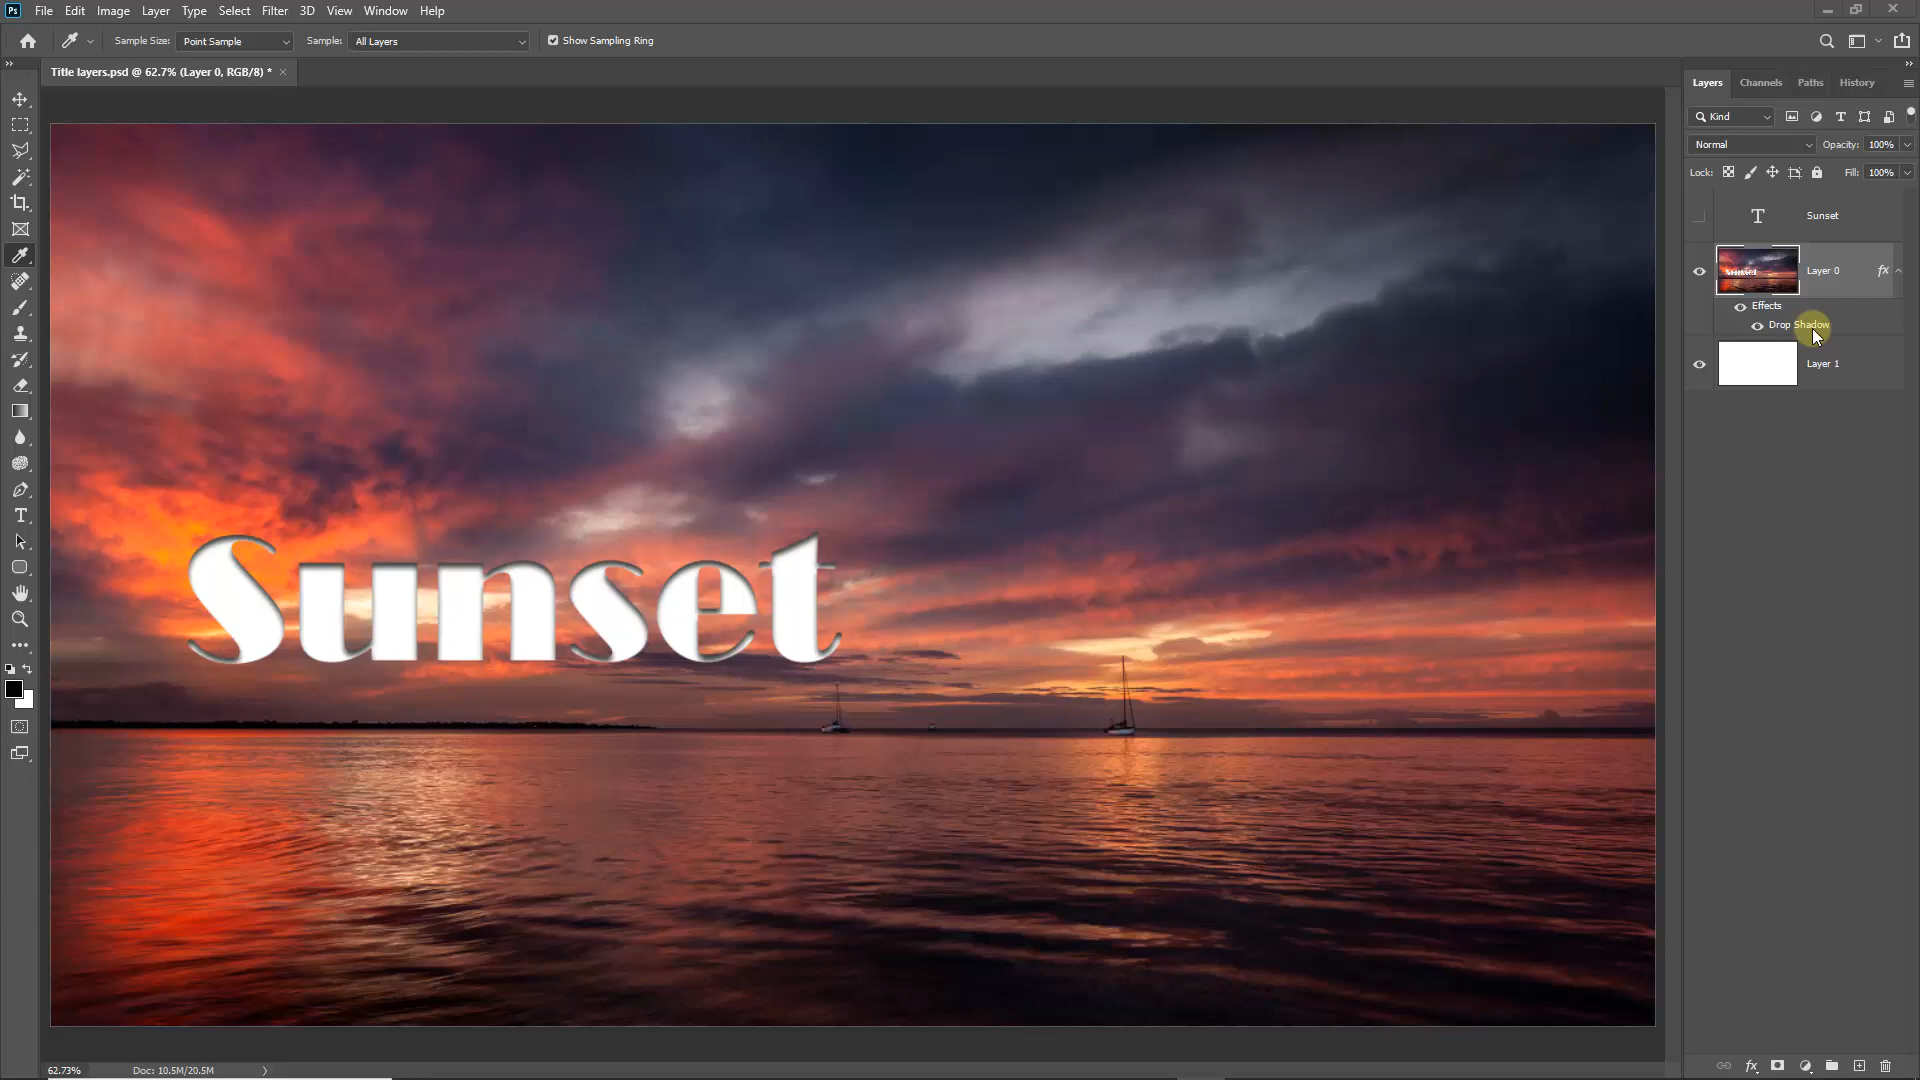 Ps File Edit Image Layer Type Select Filter 3D View Window Help
Sample Size: Point Sample Sample: All Layers Show Sampling Ring
Title layers.psd @ 62.7% (Layer 0, RGB/8) * ×
Layers Channels Paths History
Kind
Normal Opacity: 100%
Lock: Fill: 100%
T Sunset
Layer 0 fx
Effects
Drop Shadow
Layer 1
Sunset
62.73% Doc: 10.5M/20.5M
fx